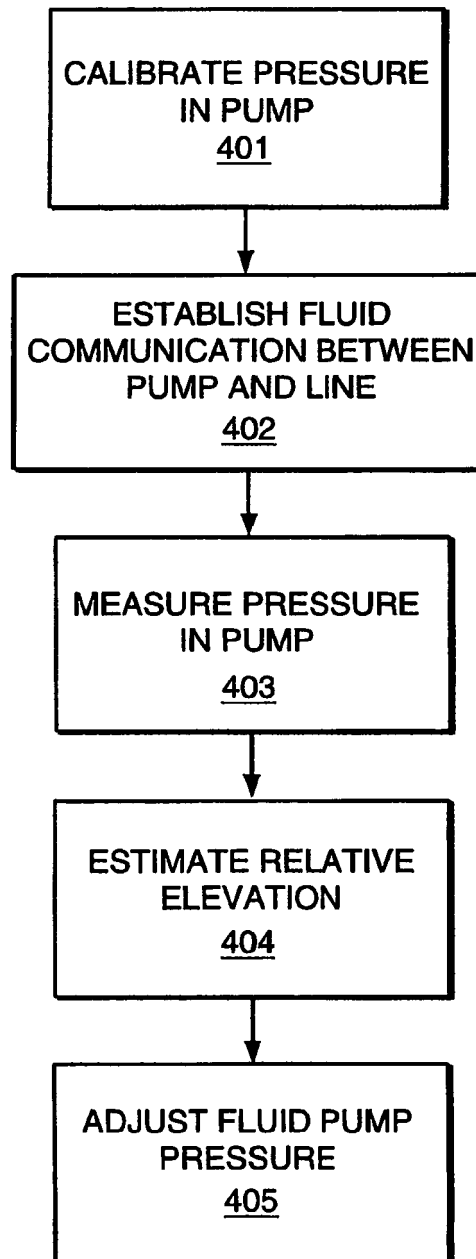 CALIBRATE PRESSURE
IN PUMP
401
ESTABLISH FLUID
COMMUNICATION BETWEEN
PUMP AND LINE
402
MEASURE PRESSURE
IN PUMP
403
ESTIMATE RELATIVE
ELEVATION
404
ADJUST FLUID PUMP
PRESSURE
405